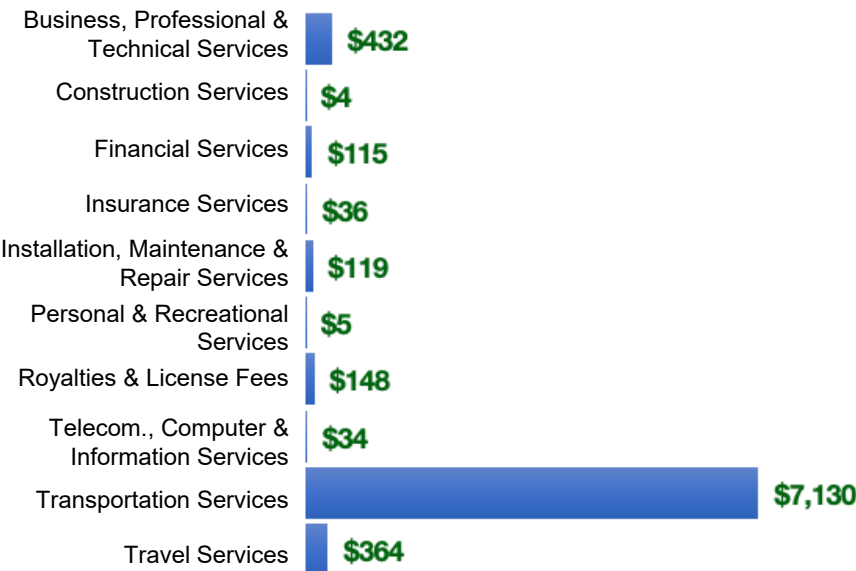 Business, Professional &
Technical Services
$432
Construction Services
$4
Financial Services
$115
Insurance Services
$36
Installation, Maintenance &
Repair Services
$119
Personal & Recreational
Services
$5
Royalties & License Fees
$148
Telecom., Computer &
Information Services
$34
Transportation Services
$7,130
Travel Services
$364